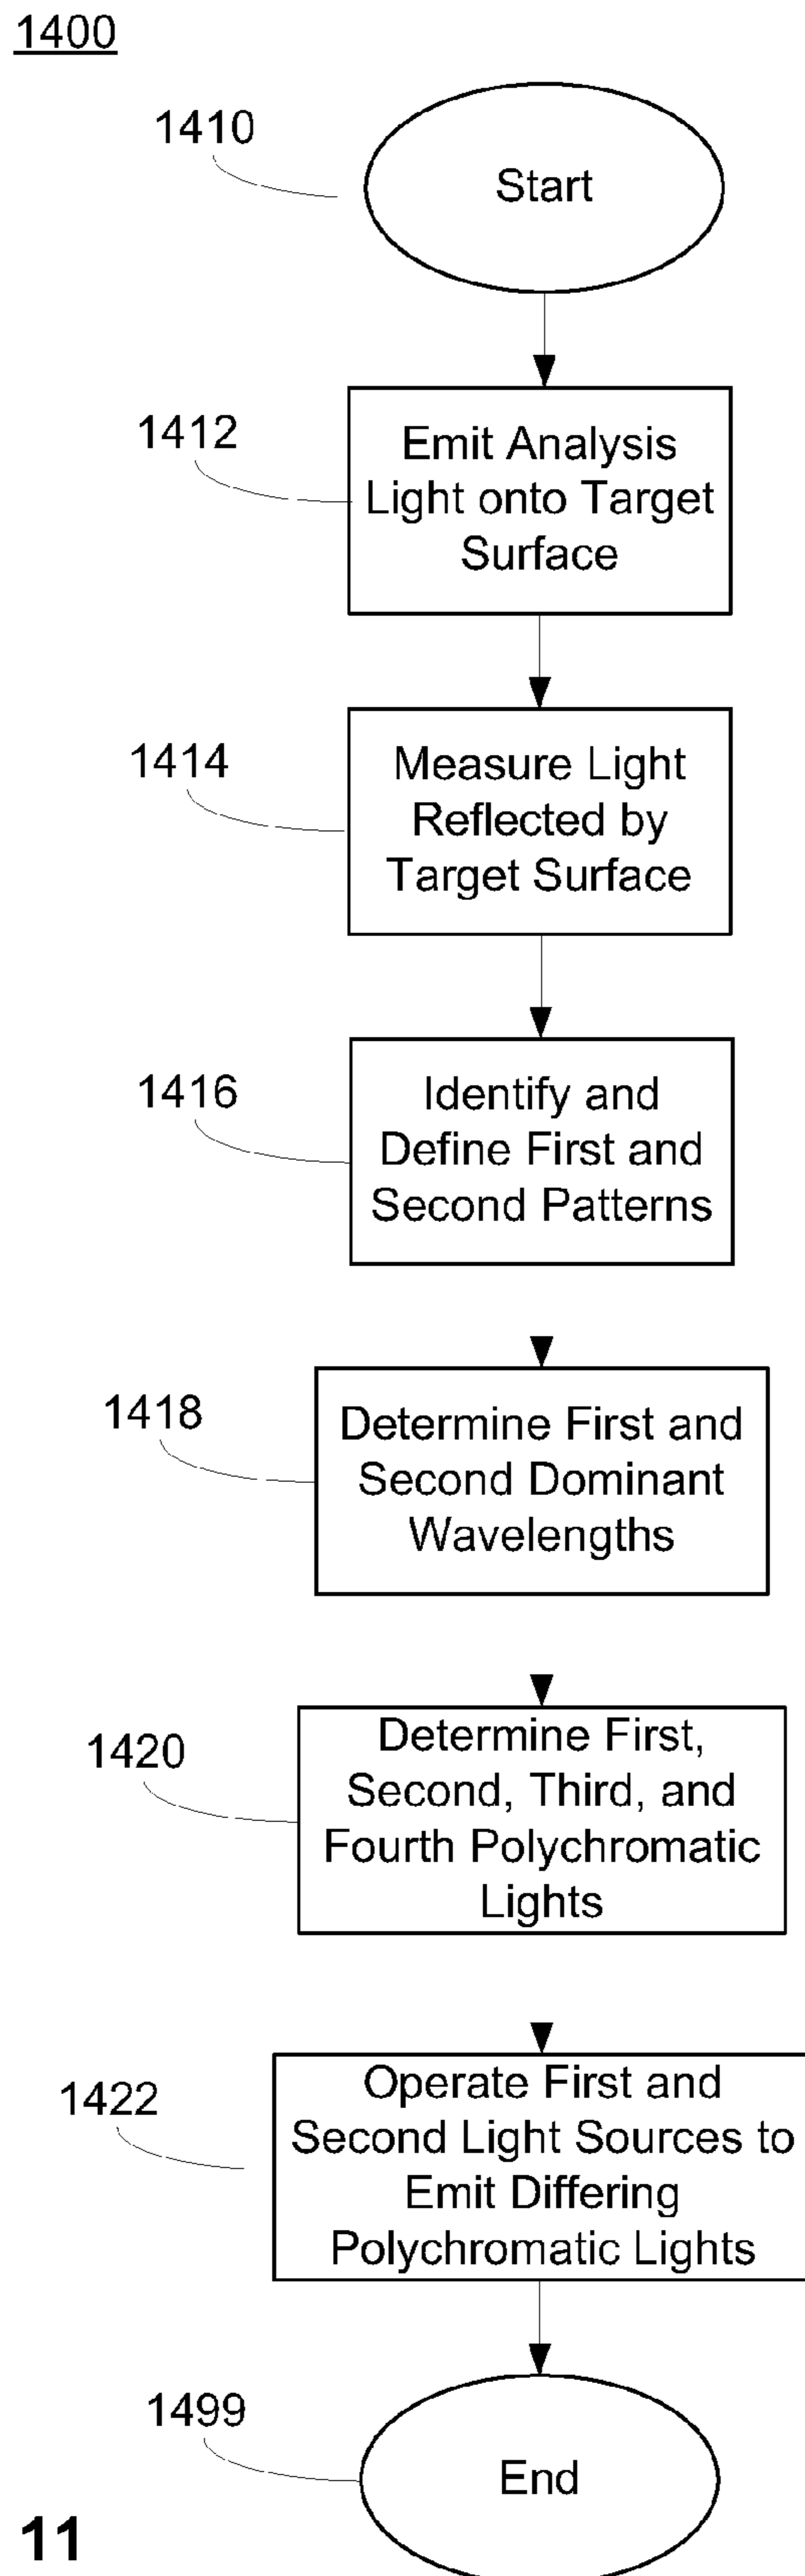 1400
1410
Start
1412
Emit Analysis
Light onto Target
Surface
1414
Measure Light
Reflected by
Target Surface
1416
Identify and
Define First and
Second Patterns
1418
Determine First and
Second Dominant
Wavelengths
1420
Determine First,
Second, Third, and
Fourth Polychromatic
Lights
1422
Operate First and
Second Light Sources to
Emit Differing
Polychromatic Lights
1499
End
11